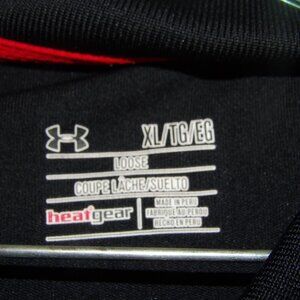 XL/TG/EG
LOOSE
COUPE LÂCHE/SUELTO
heatgear
MADE IN PERU
FABRIQUÉ AU PÉROU
HECHO EN PERÚ